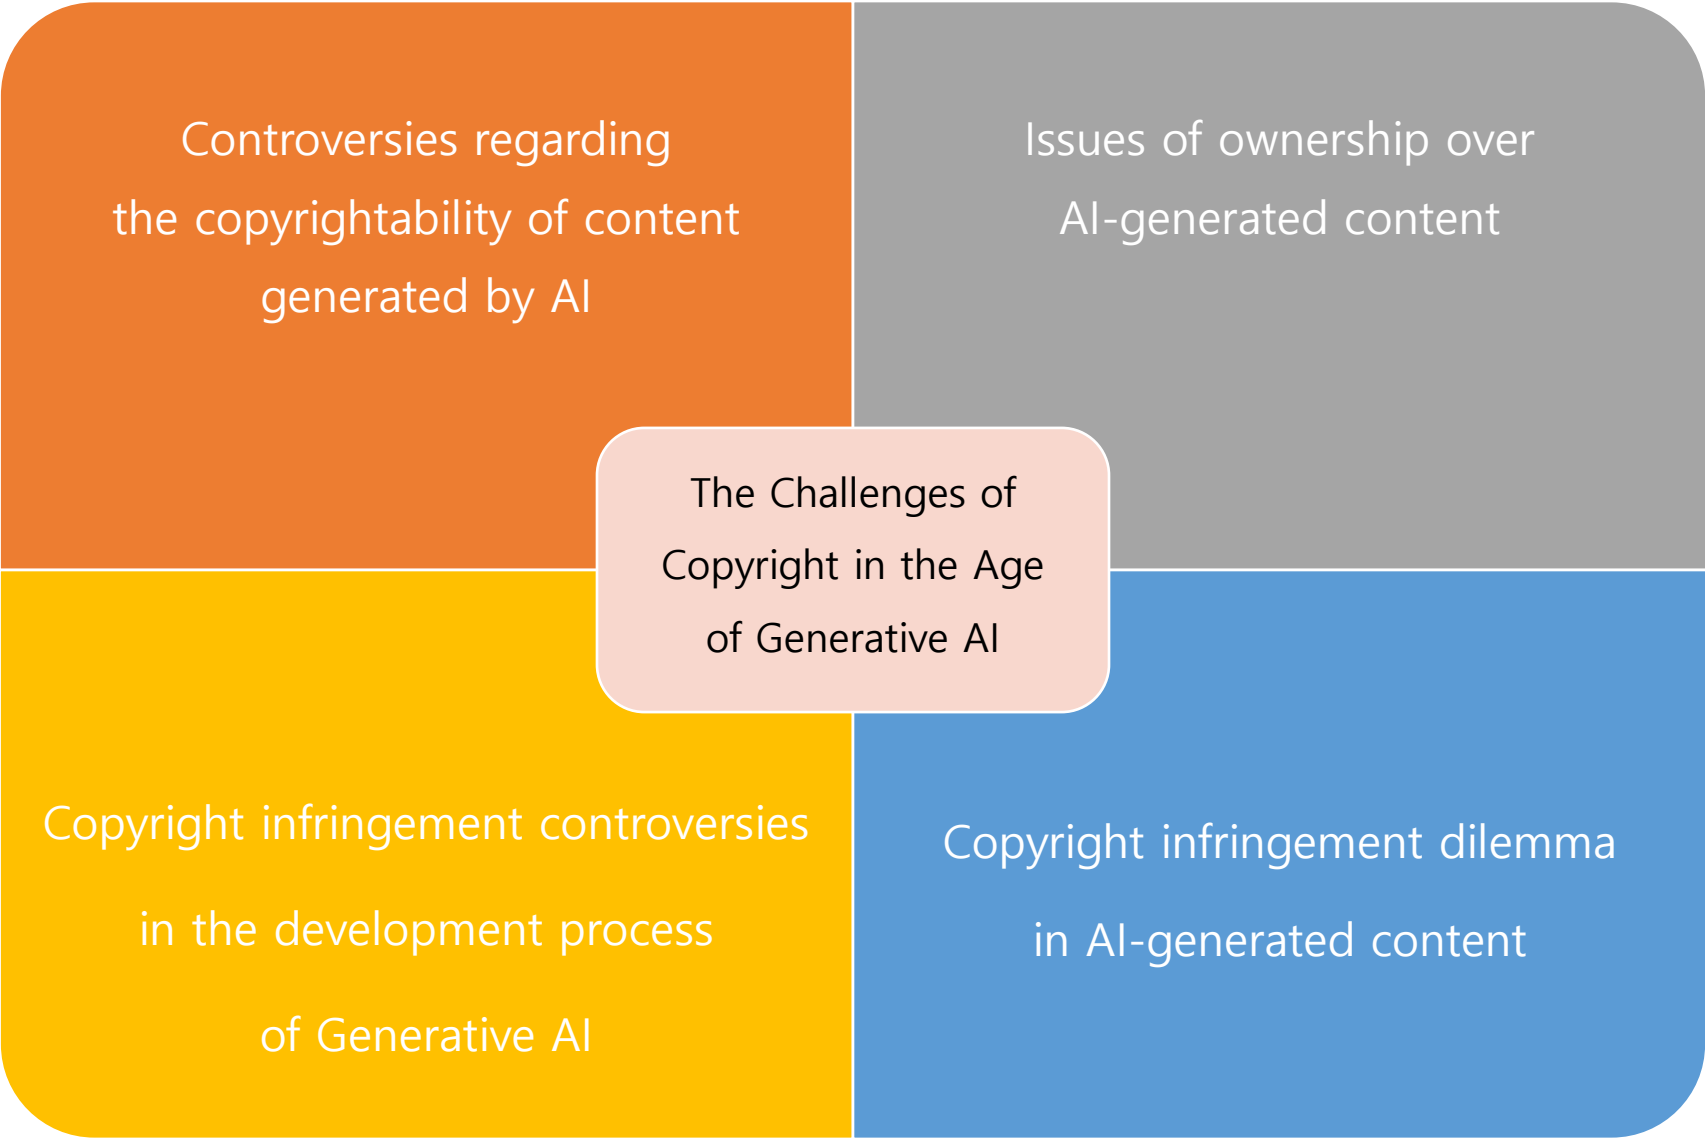 Controversies regarding
the copyrightability of content
generated by AI
Issues of ownership over
AI-generated content
The Challenges of
Copyright in the Age
of Generative AI
Copyright infringement controversies
in the development process
of Generative AI
Copyright infringement dilemma
in AI-generated content